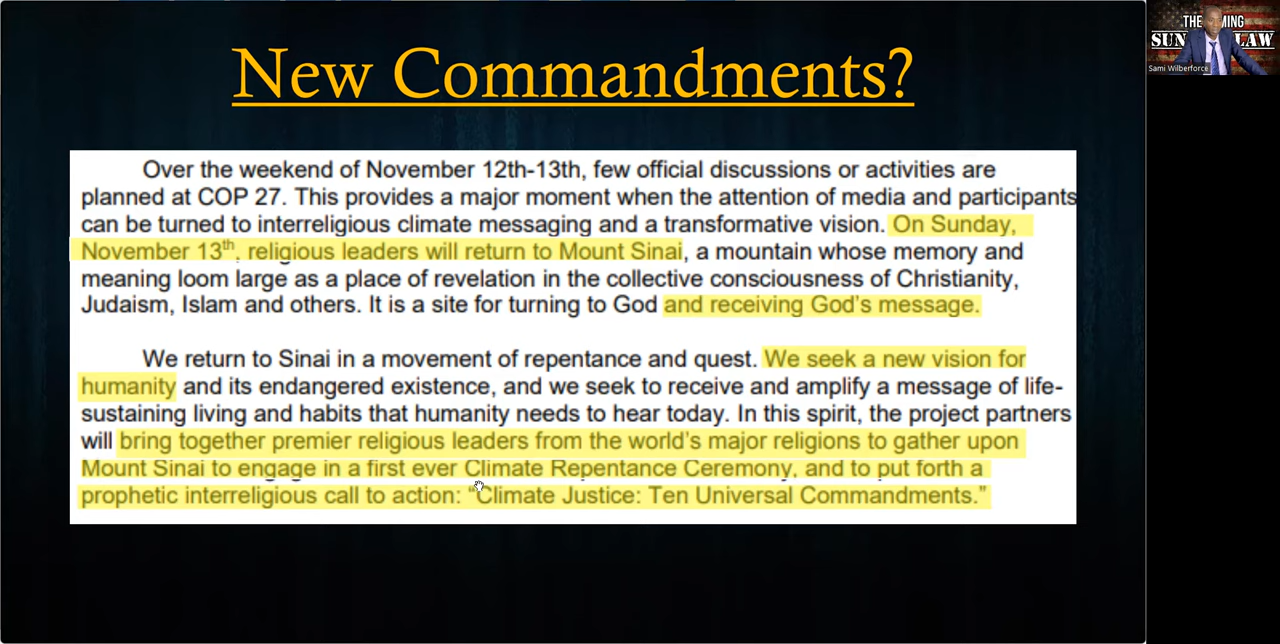 New Commandments?
Over the weekend of November 12th-13th, few official discussions or activities are
planned at COP 27. This provides a major moment when the attention of media and participants
can be turned to interreligious climate messaging and a transformative vision. On Sunday,
November 13th, religious leaders will return to Mount Sinai, a mountain whose memory and
meaning loom large as a place of revelation in the collective consciousness of Christianity,
Judaism, Islam and others. It is a site for turning to God and receiving God's message.
We return to Sinai in a movement of repentance and quest. We seek a new vision for
humanity and its endangered existence, and we seek to receive and amplify a message of life-
sustaining living and habits that humanity needs to hear today. In this spirit, the project partners
will bring together premier religious leaders from the world's major religions to gather upon
Mount Sinai to engage in a first ever Climate Repentance Ceremony, and to put forth a
prophetic interreligious call to action: "Climate Justice: Ten Universal Commandments."
THE MING
SUN LAW
Sami Wilberforce